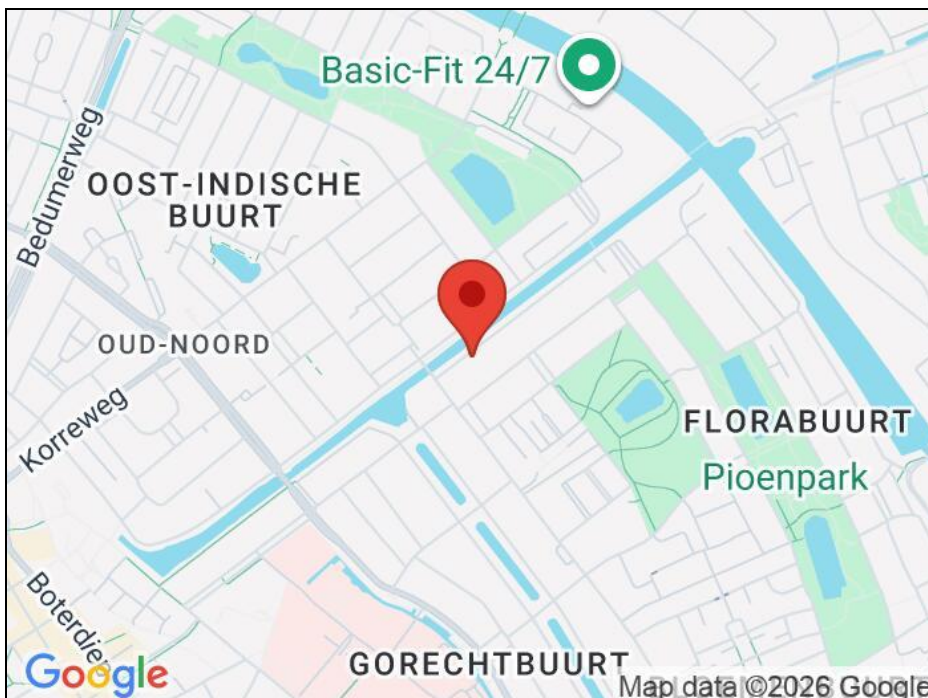 Basic-Fit 24/7
Bedumerweg
OOST-INDISCHE
BUURT
OUD-NOORD
Korreweg
FLORABUURT
Pioenpark
Boterdiep
GORECHTBUURT
Google
Map data ©2026 Google